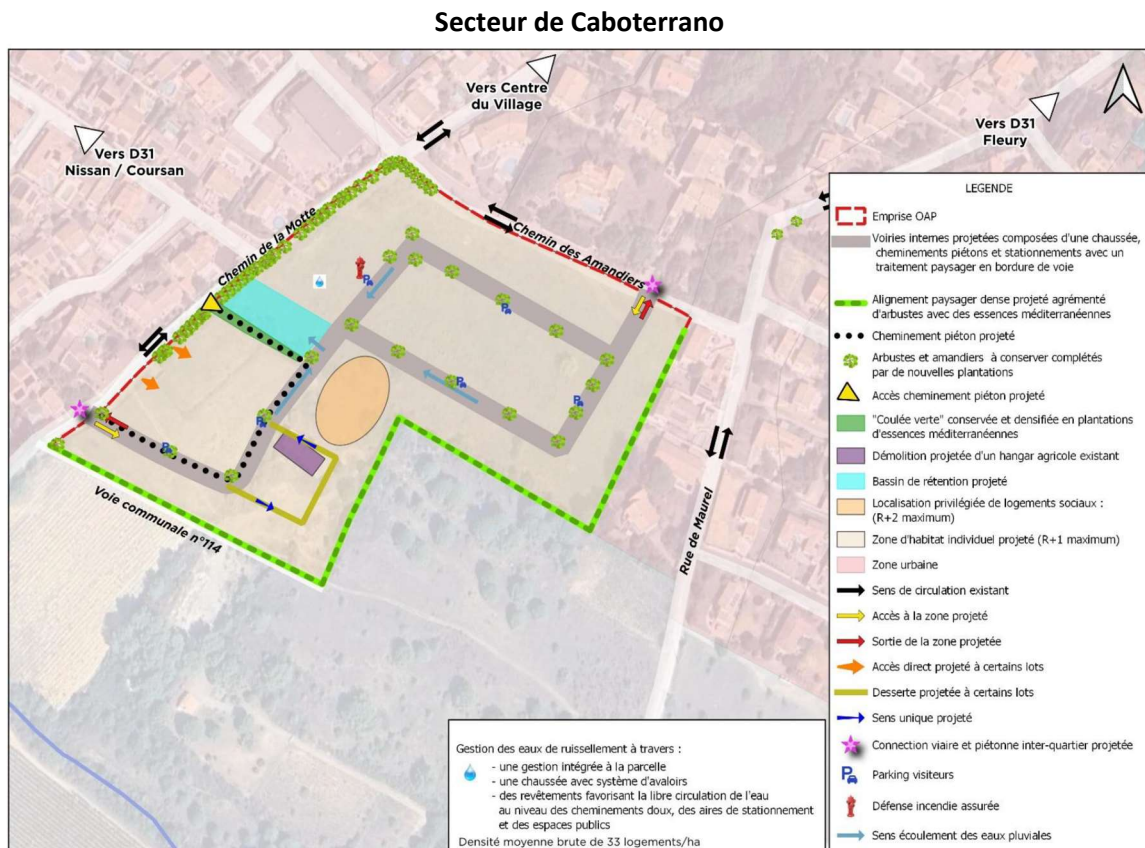 Secteur de Caboterrano
Vers Centre
du Village
Vers D31
Fleury
Vers D31
Nissan / Coursan
Chemin de la Motte
Chemin des Amandiers
Rue de Maurel
Voie communale n°114
LEGENDE
Emprise OAP
Voiries internes projetées composées d'une chaussée,
cheminements piétons et stationnements avec un
traitement paysager en bordure de voie
Alignement paysager dense projeté agrémenté
d'arbustes avec des essences méditerranéennes
Cheminement piéton projeté
Arbustes et amandiers à conserver complétés
par de nouvelles plantations
Accès cheminement piéton projeté
"Coulée verte" conservée et densifiée en plantations
d'essences méditerranéennes
Démolition projetée d'un hangar agricole existant
Bassin de rétention projeté
Localisation privilégiée de logements sociaux :
(R+2 maximum)
Zone d'habitat individuel projeté (R+1 maximum)
Zone urbaine
Sens de circulation existant
Accès à la zone projeté
Sortie de la zone projetée
Accès direct projeté à certains lots
Desserte projetée à certains lots
Sens unique projeté
Connection viaire et piétonne inter-quartier projetée
Parking visiteurs
Défense incendie assurée
Sens écoulement des eaux pluviales
Gestion des eaux de ruissellement à travers :
- une gestion intégrée à la parcelle
- une chaussée avec système d'avaloirs
- des revêtements favorisant la libre circulation de l'eau
au niveau des cheminements doux, des aires de stationnement
et des espaces publics
Densité moyenne brute de 33 logements/ha